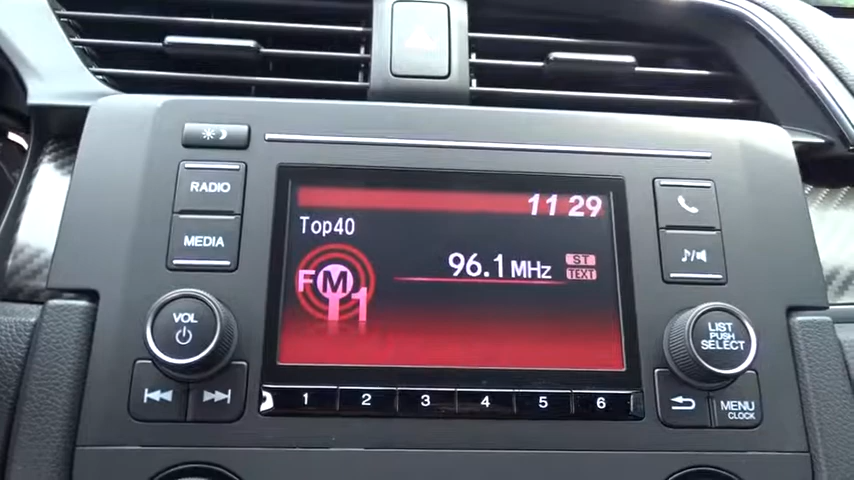 RADIO
MEDIA
VOL
11 29
Top40
96.1 MHz
ST
TEXT
FM1
1 2 3 4 5 6
LIST
PUSH
SELECT
MENU
CLOCK